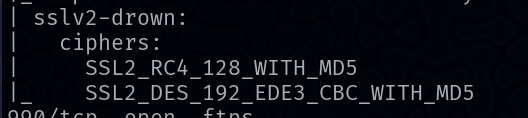 | sslv2-drown:
|   ciphers:
|     SSL2_RC4_128_WITH_MD5
|_    SSL2_DES_192_EDE3_CBC_WITH_MD5
990/tcp open ftps